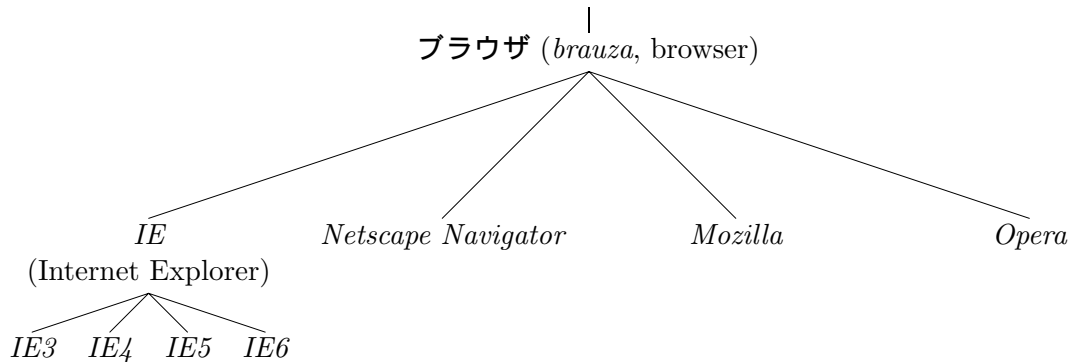 ブラウザ (brauza, browser)
IE Netscape Navigator Mozilla Opera
(Internet Explorer)
IE3 IE4 IE5 IE6